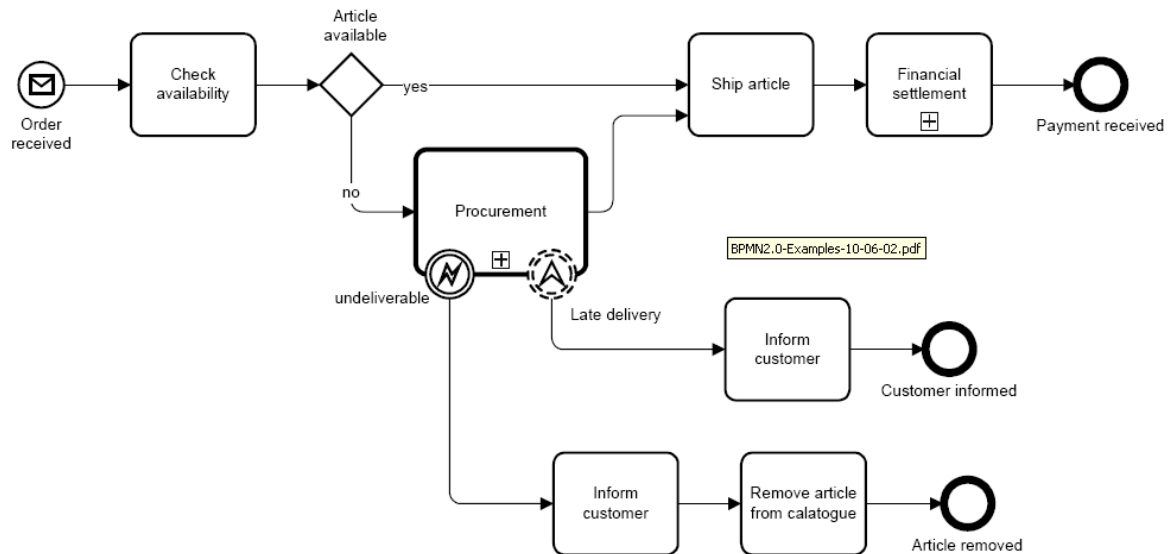 Article
available
Check
availability
yes
Ship article
Financial
settlement
Order
received
Payment received
no
Procurement
BPMN2.0-Examples-10-06-02.pdf
undeliverable
Late delivery
Inform
customer
Customer informed
Inform
customer
Remove article
from calatogue
Article removed